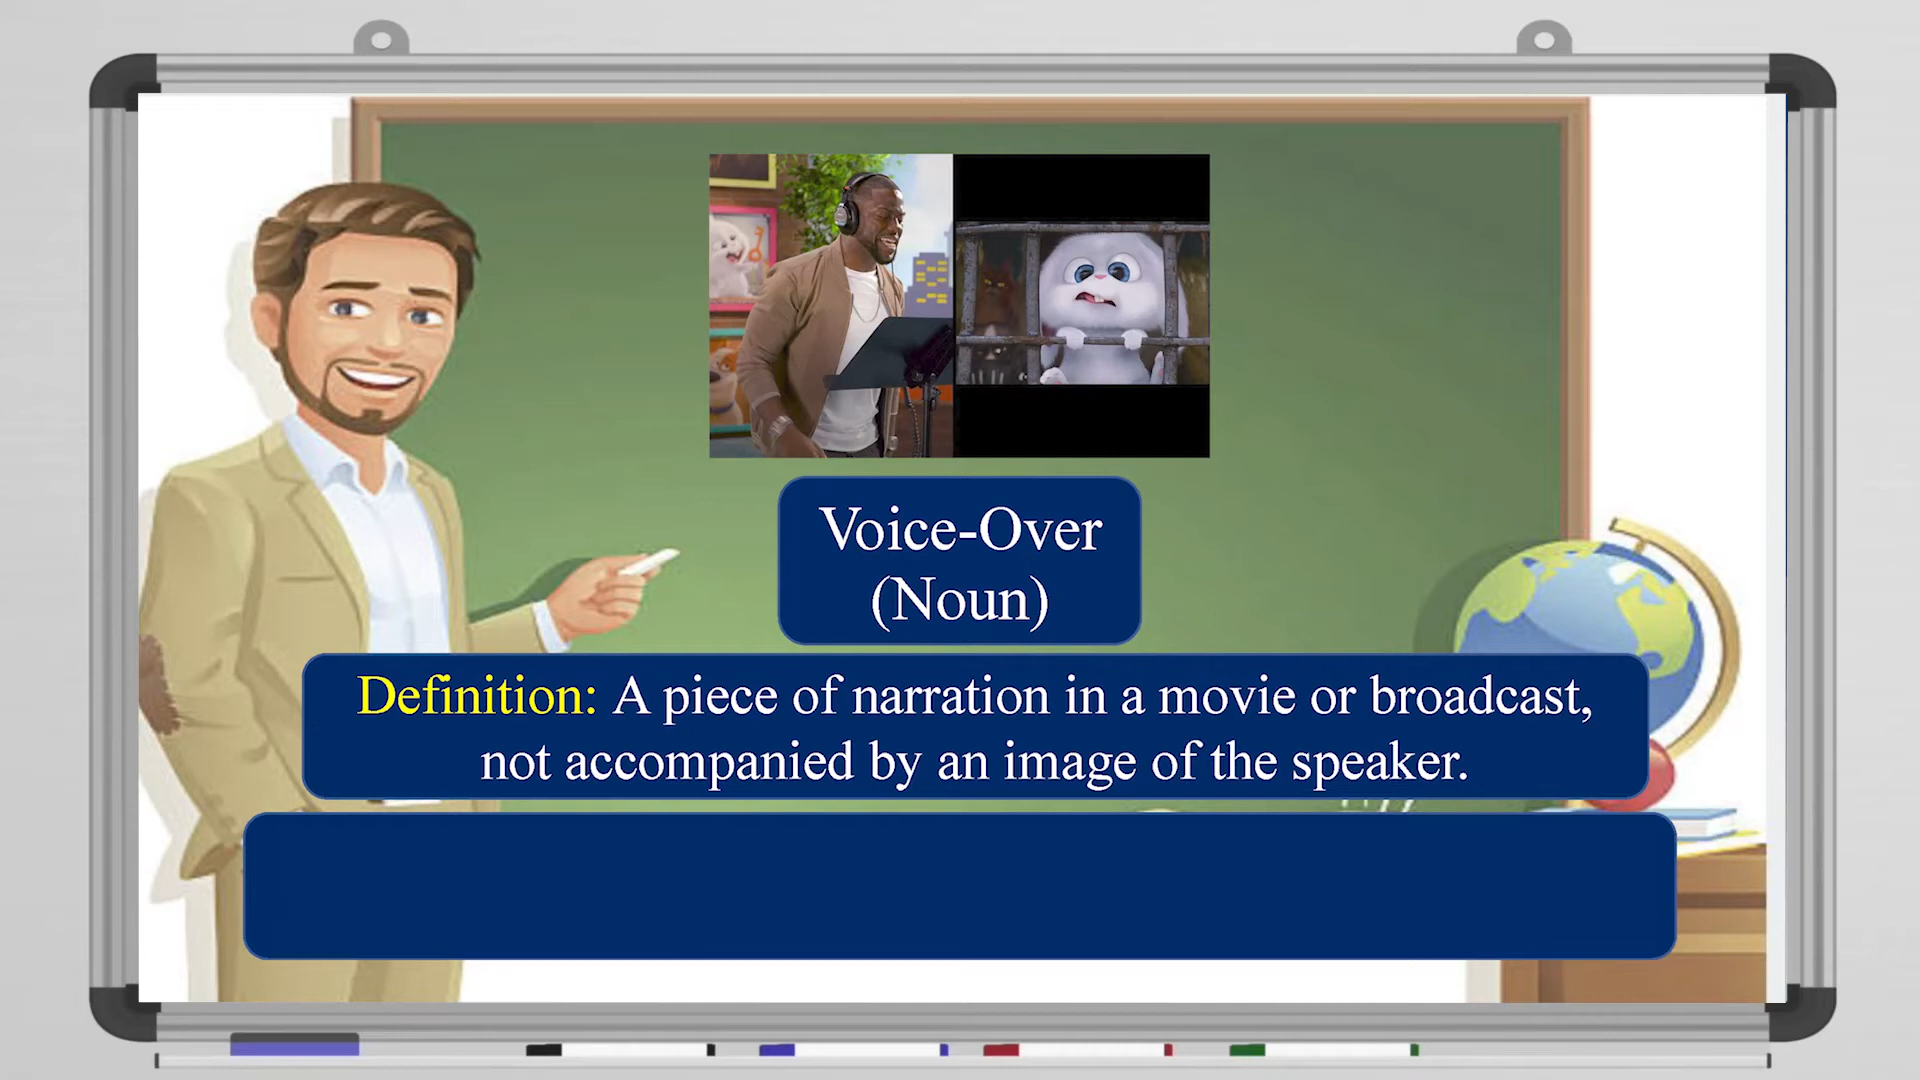 Voice-Over
(Noun)
Definition: A piece of narration in a movie or broadcast,
not accompanied by an image of the speaker.